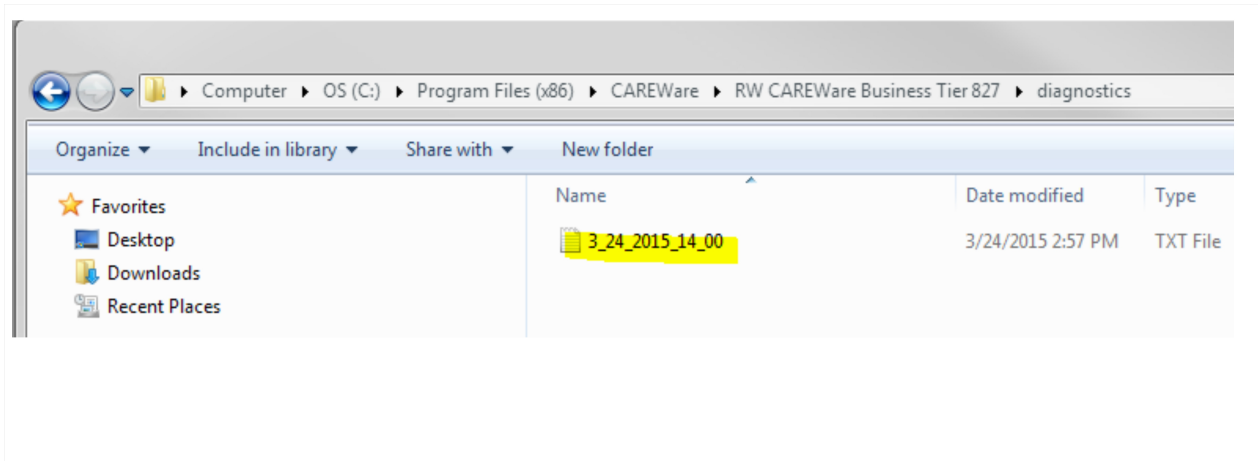 Computer OS (C:) Program Files (x86) CAREWare RW CAREWare Business Tier 827 diagnostics
Organize Include in library Share with New folder
Name Date modified Type
Favorites
Desktop 3_24_2015_14_00 3/24/2015 2:57 PM TXT File
Downloads
Recent Places